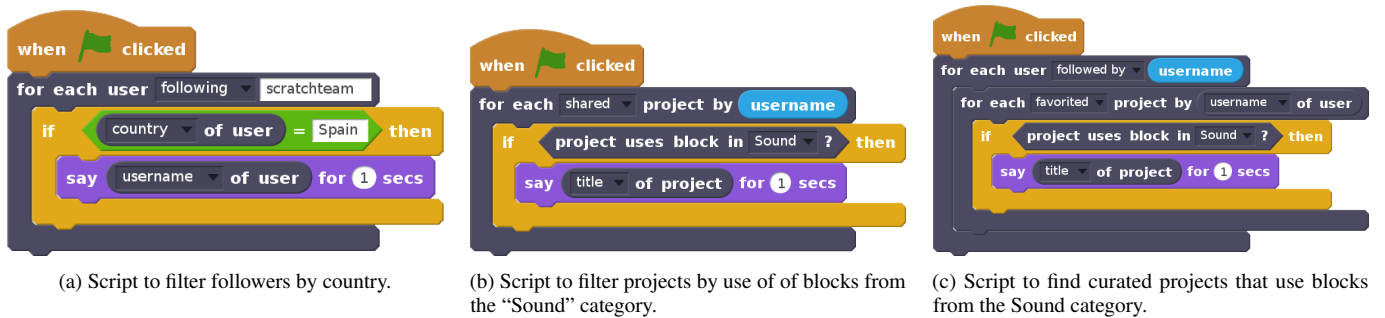 when clicked
for each user following scratchteam
if country of user = Spain then
say username of user for 1 secs
(a) Script to filter followers by country.
when clicked
for each shared project by username
if project uses block in Sound ? then
say title of project for 1 secs
(b) Script to filter projects by use of of blocks from
the “Sound” category.
when clicked
for each user followed by username
for each favorited project by username of user
if project uses block in Sound ? then
say title of project for 1 secs
(c) Script to find curated projects that use blocks
from the Sound category.